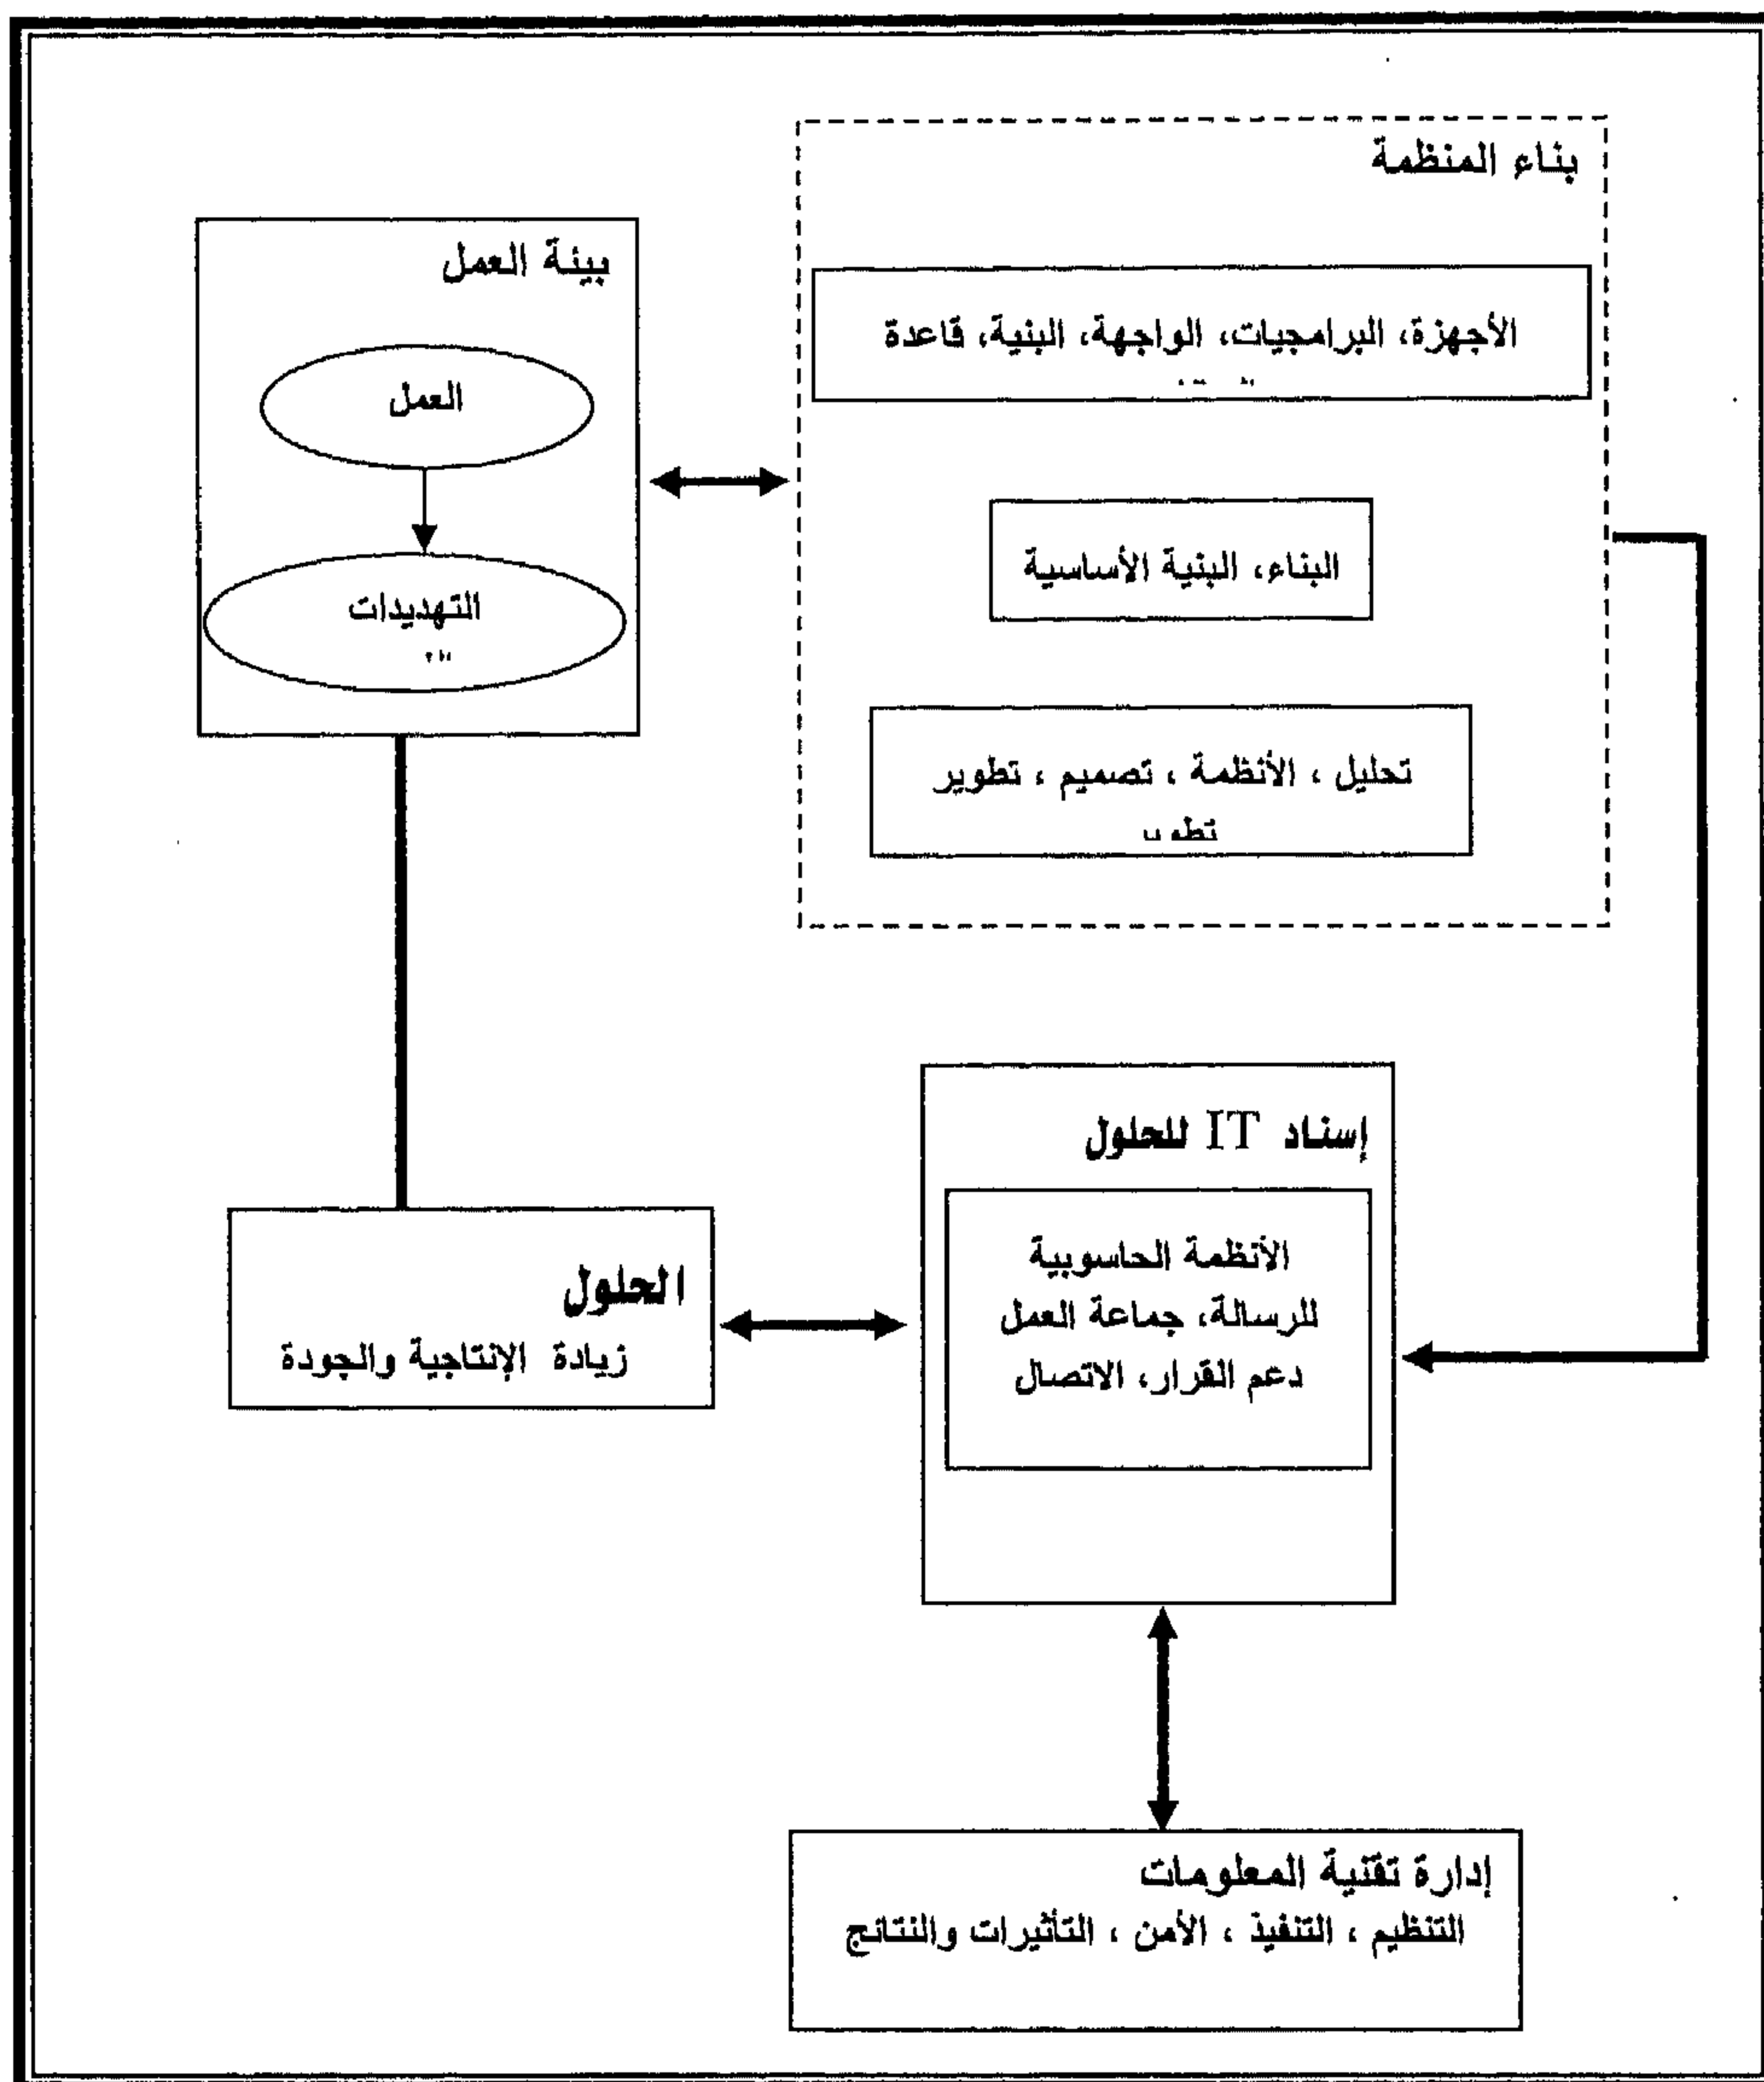 بناء المنظمة
الأجهزة، البرامجيات، الواجهة، البنية، قاعدة
البناء، البنية الأساسية
تحليل ، الأنظمة ، تصميم ، تطوير
تطوير
بيئة العمل
العمل
التهديدات
إسناد IT للحلول
الأنظمة الحاسوبية
للرسالة، جماعة العمل
دعم القرار، الاتصال
الحلول
زيادة الإنتاجية والجودة
إدارة تقنية المعلومات
التنظيم ، التنفيذ ، الأمن ، التأثيرات والنتائج